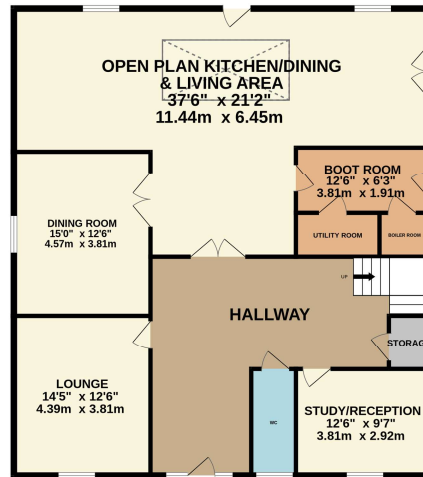 OPEN PLAN KITCHEN/DINING
& LIVING AREA
37'6" x 21'2"
11.44m x 6.45m
BOOT ROOM
12'6" x 6'3"
3.81m x 1.91m
DINING ROOM
15'0" x 12'6"
4.57m x 3.81m
UTILITY ROOM
BOILER ROOM
UP
HALLWAY
STORAG
LOUNGE
14'5" x 12'6"
4.39m x 3.81m
WC
STUDY/RECEPTION
12'6" x 9'7"
3.81m x 2.92m